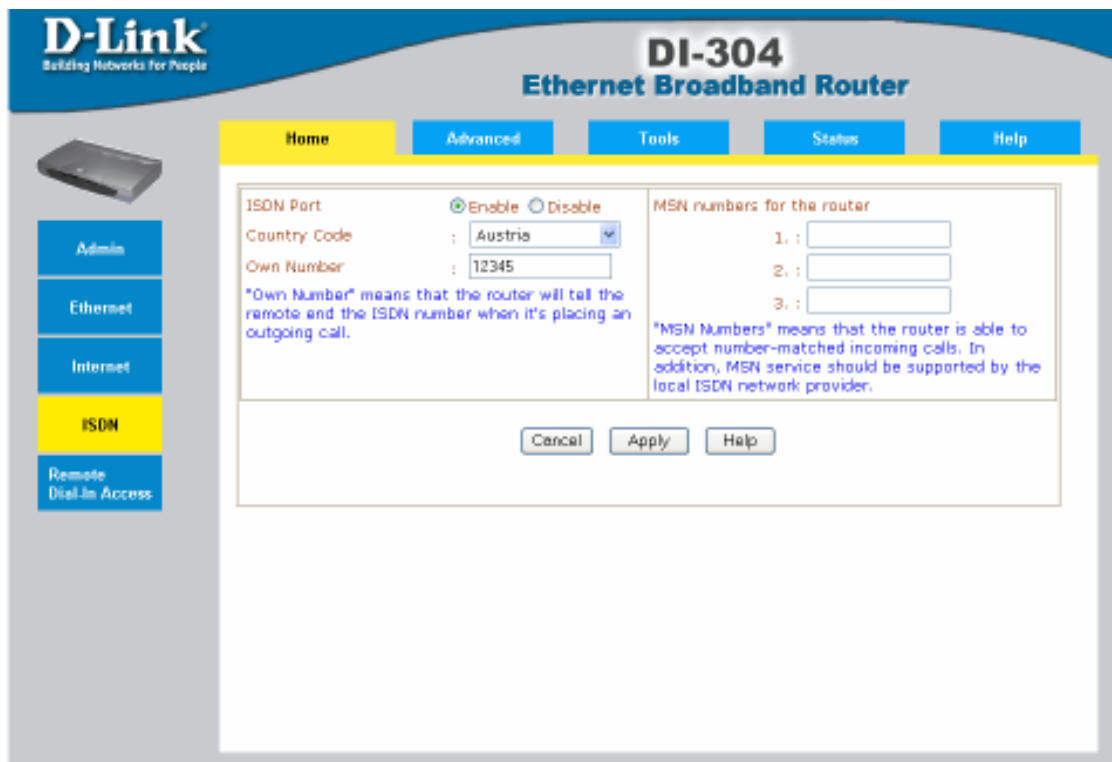 D-Link
Building Networks for People
DI-304
Ethernet Broadband Router
Home
Advanced
Tools
Status
Help
Admin
Ethernet
Internet
ISDN
Remote
Dial-In Access
ISDN Port Enable Disable
Country Code : Austria
Own Number : 12345
"Own Number" means that the router will tell the
remote end the ISDN number when it's placing an
outgoing call.
MSN numbers for the router
1. :
2. :
3. :
"MSN Numbers" means that the router is able to
accept number-matched incoming calls. In
addition, MSN service should be supported by the
local ISDN network provider.
Cancel
Apply
Help